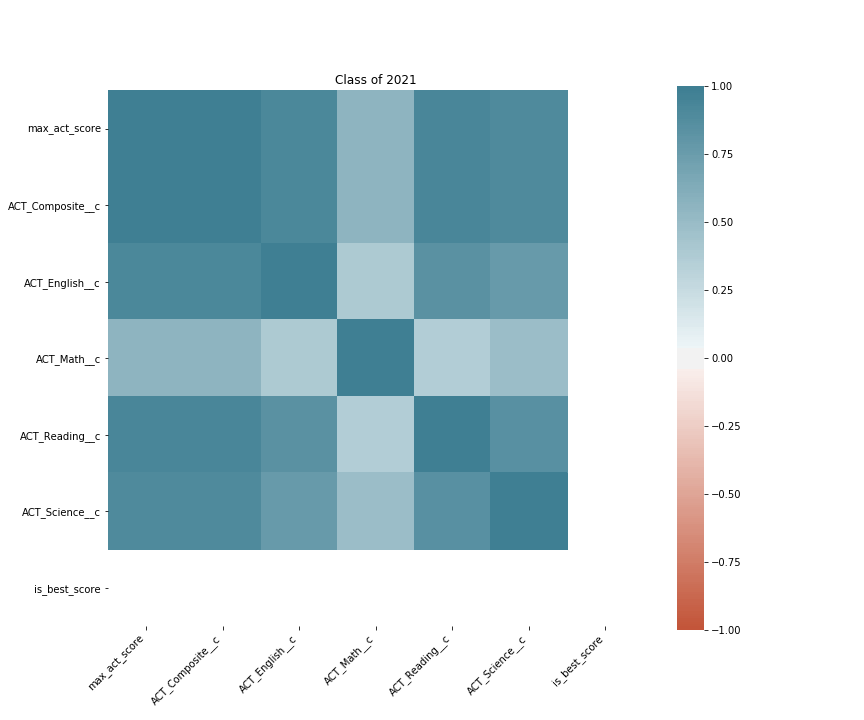 Class of 2021
max_act_score
ACT_Composite__c
ACT_English__c
ACT_Math__c
ACT_Reading__c
ACT_Science__c
is_best_score
1.00
0.75
0.50
0.25
0.00
−0.25
−0.50
−0.75
−1.00
max_act_score
ACT_Composite__c
ACT_English__c
ACT_Math__c
ACT_Reading__c
ACT_Science__c
is_best_score